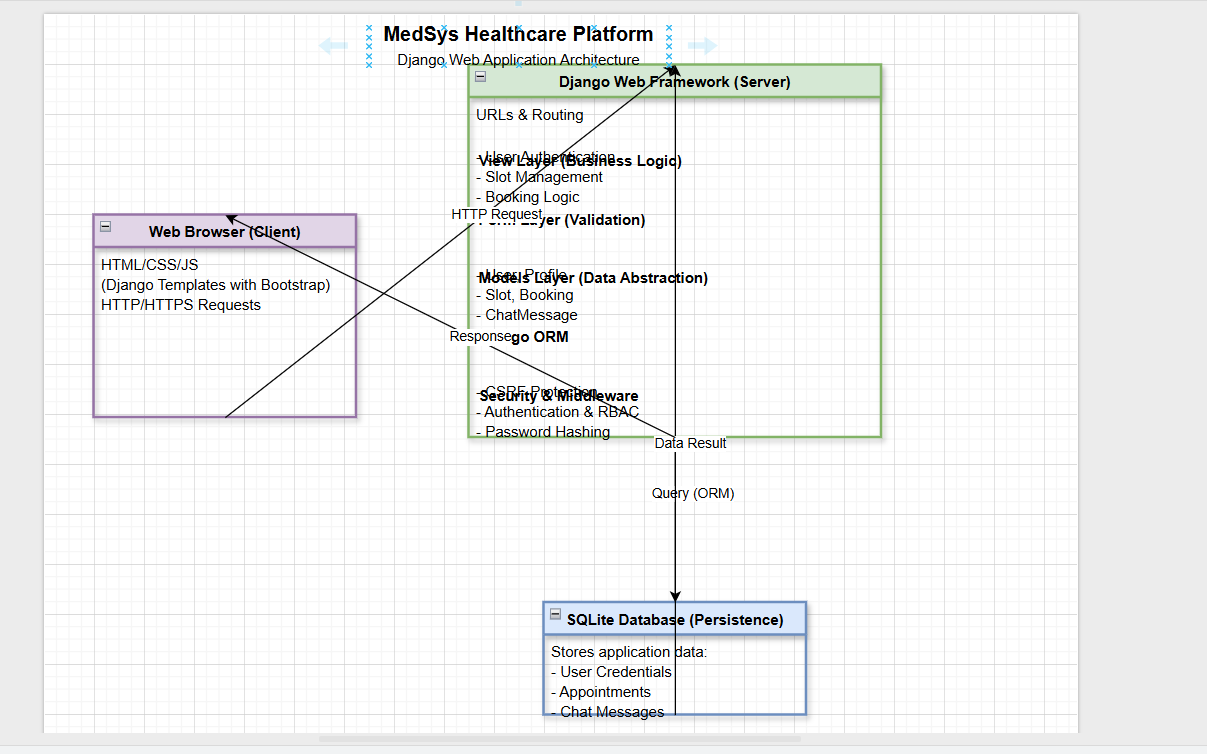 MedSys Healthcare Platform
Django Web Application Architecture
Django Web Framework (Server)
URLs & Routing
- User Authentication
View Layer (Business Logic)
- Slot Management
- Booking Logic
HTTP Request
Layer (Validation)
- User, Profile
Models Layer (Data Abstraction)
- Slot, Booking
- ChatMessage
Response
ORM
- CSRF Protection
Security & Middleware
- Authentication & RBAC
- Password Hashing
Web Browser (Client)
HTML/CSS/JS
(Django Templates with Bootstrap)
HTTP/HTTPS Requests
Data Result
Query (ORM)
SQLite Database (Persistence)
Stores application data:
- User Credentials
- Appointments
- Chat Messages